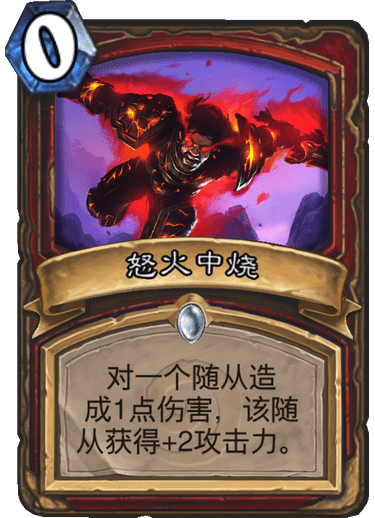 0
怒火中烧
对一个随从造
成1点伤害，该随
从获得+2攻击力。